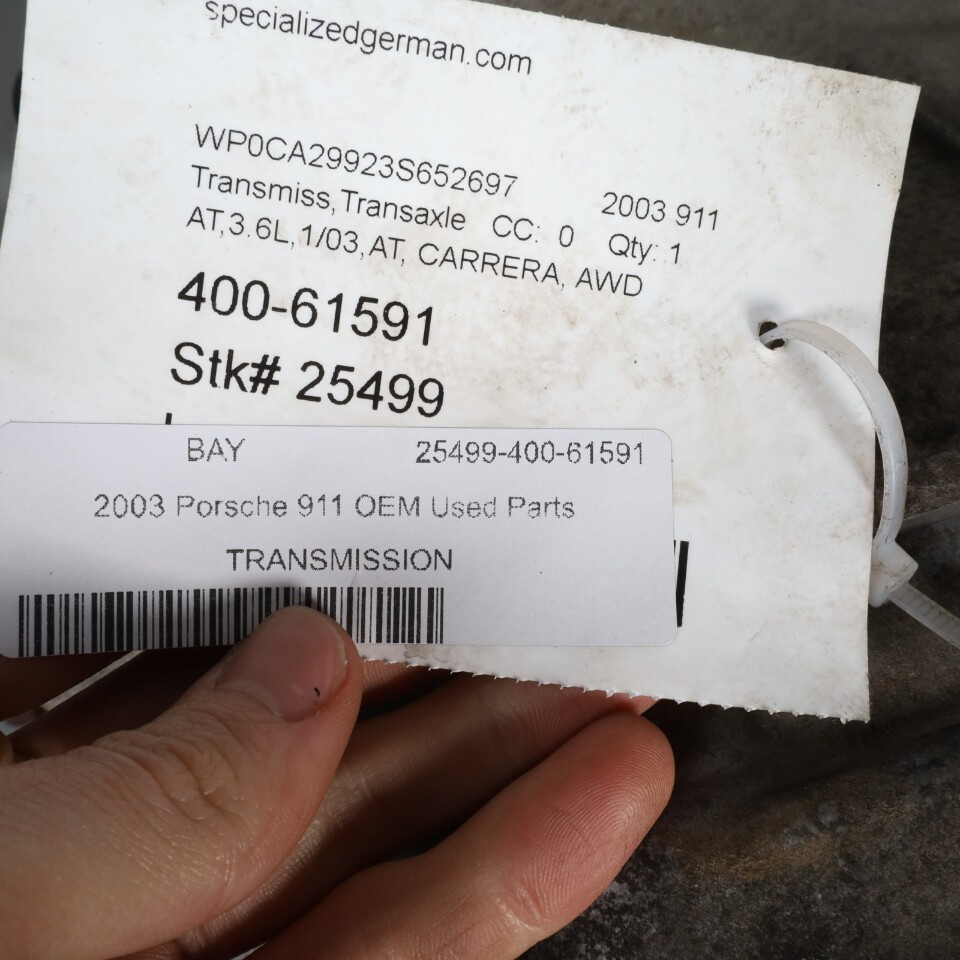 specializedgerman.com
WP0CA29923S652697 2003 911
Transmiss,Transaxle CC: 0 Qty: 1
AT,3.6L,1/03,AT, CARRERA, AWD
400-61591
Stk# 25499
BAY 25499-400-61591
2003 Porsche 911 OEM Used Parts
TRANSMISSION